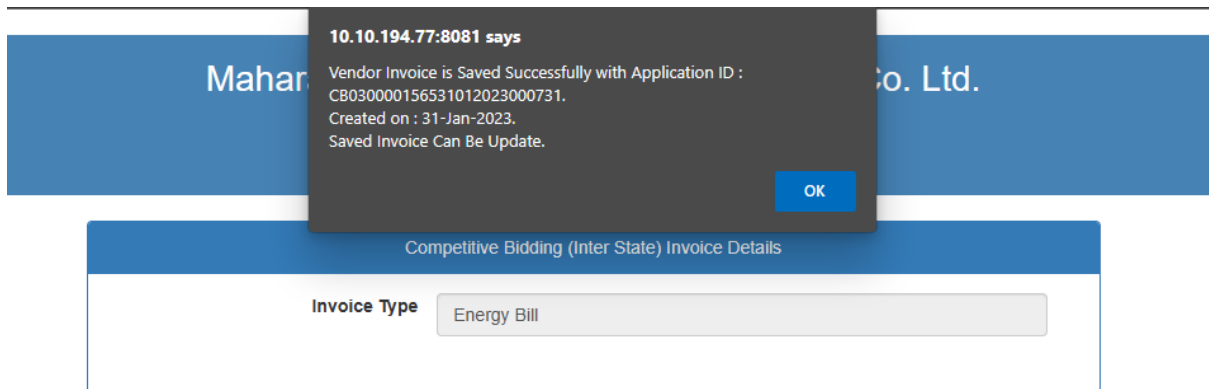 10.10.194.77:8081 says
Vendor Invoice is Saved Successfully with Application ID :
CB030000156531012023000731.
Created on : 31-Jan-2023.
Saved Invoice Can Be Update.
OK
Co. Ltd.
Competitive Bidding (Inter State) Invoice Details
Invoice Type
Energy Bill